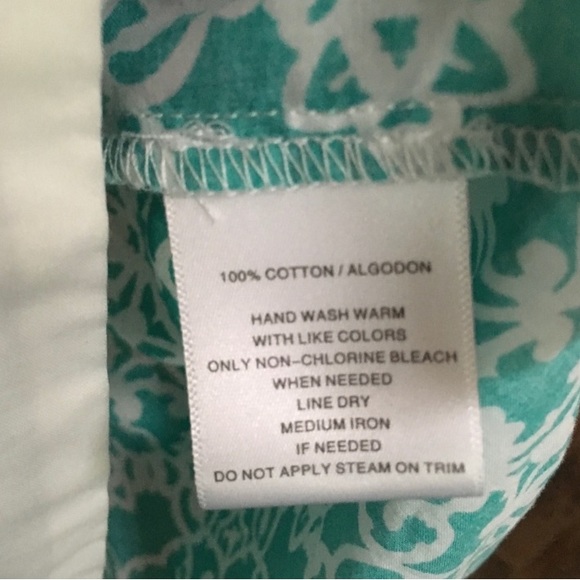 100% COTTON / ALGODON
HAND WASH WARM
WITH LIKE COLORS
ONLY NON-CHLORINE BLEACH
WHEN NEEDED
LINE DRY
MEDIUM IRON
IF NEEDED
DO NOT APPLY STEAM ON TRIM